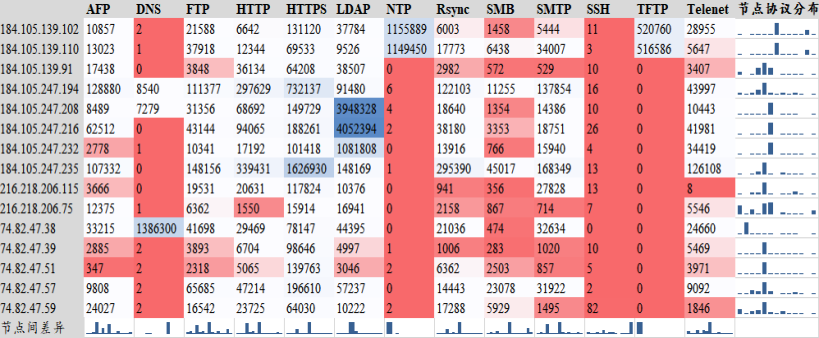 AFP DNS FTP HTTP HTTPS LDAP NTP Rsync SMB SMTP SSH TFTP Telenet 节点协议分布
184.105.139.102 10857 2 21588 6642 131120 37784 1155889 6003 1458 5444 11 520760 28955
184.105.139.110 13023 1 37918 12344 69533 9526 1149450 17773 6438 34007 3 516586 5647
184.105.139.91 17438 0 3848 36134 64208 38507 0 2982 572 529 10 0 3407
184.105.247.194 128880 8540 111377 297629 732137 91480 6 122103 11255 137854 16 0 43997
184.105.247.208 8489 7279 31356 68692 149729 3948328 4 18640 1354 14386 10 0 10443
184.105.247.216 62512 0 43144 94065 188261 4052394 2 38180 3353 18751 26 0 41981
184.105.247.232 2778 1 10341 17192 101418 1081808 0 13916 766 15940 4 0 34419
184.105.247.235 107332 0 148156 339431 1626930 148169 1 295390 45017 168349 13 0 126108
216.218.206.115 3666 0 19531 20631 117824 10376 0 941 356 27828 13 0 8
216.218.206.75 12375 1 6362 1550 15914 16941 0 2158 867 714 7 0 5546
74.82.47.38 33215 1386300 41698 29469 78147 44395 0 21036 474 32634 0 0 24660
74.82.47.39 2885 2 3893 6704 98646 4997 1 1006 283 1020 10 0 5469
74.82.47.51 347 2 2318 5065 139763 3046 2 6362 2503 857 5 0 3971
74.82.47.57 9808 2 65685 47214 196610 57237 0 14443 23078 31922 2 0 9092
74.82.47.59 24027 2 16542 23725 64030 10222 2 17288 5929 1495 82 0 1846
节点间差异